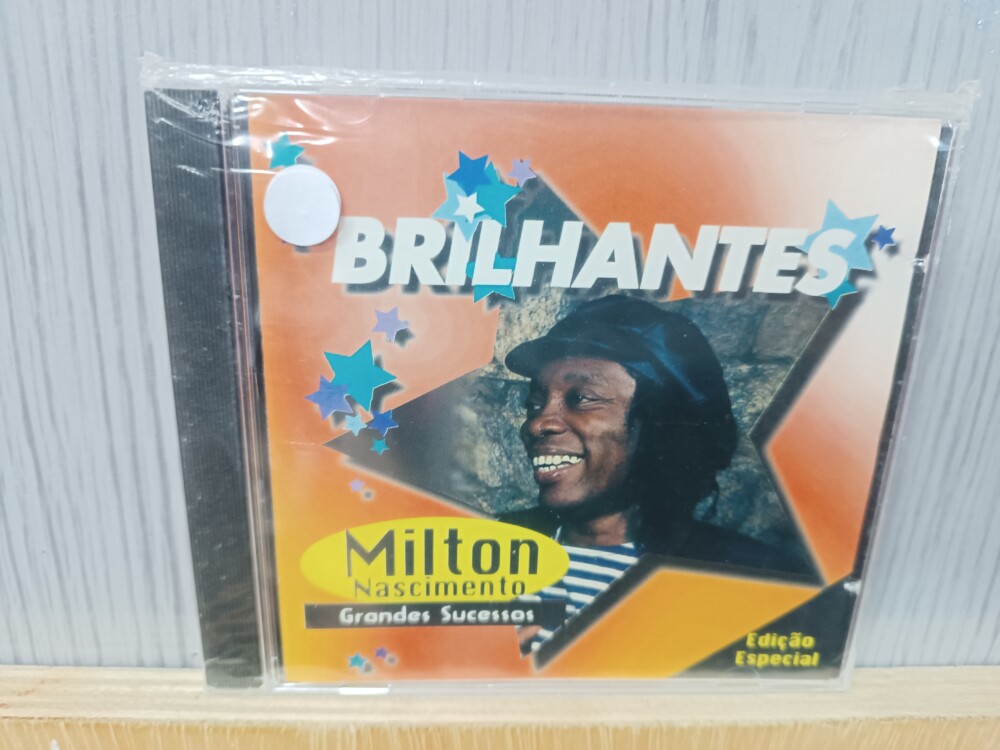 BRILHANTES
Milton
Nascimento
Grandes Sucessos
Edição
Especial